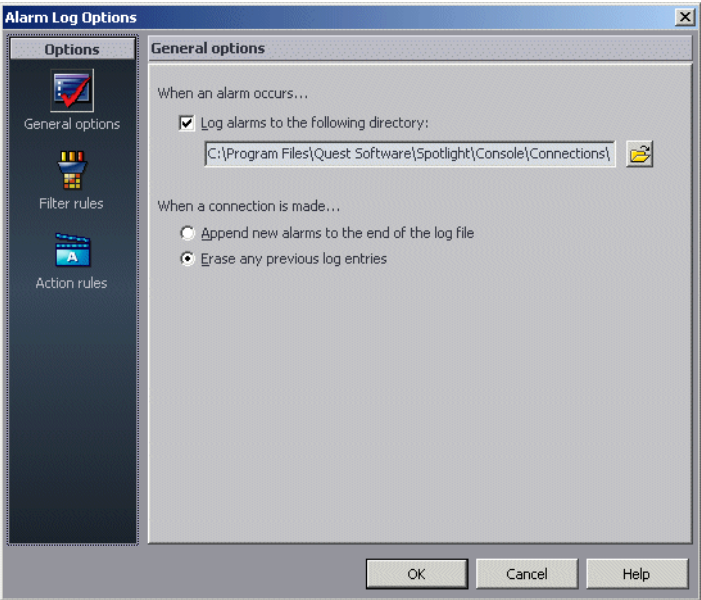 Alarm Log Options
Options
General options
Filter rules
A
Action rules
General options
When an alarm occurs...
Log alarms to the following directory:
C:\Program Files\Quest Software\Spotlight\Console\Connections\
When a connection is made...
Append new alarms to the end of the log file
Erase any previous log entries
OK
Cancel
Help